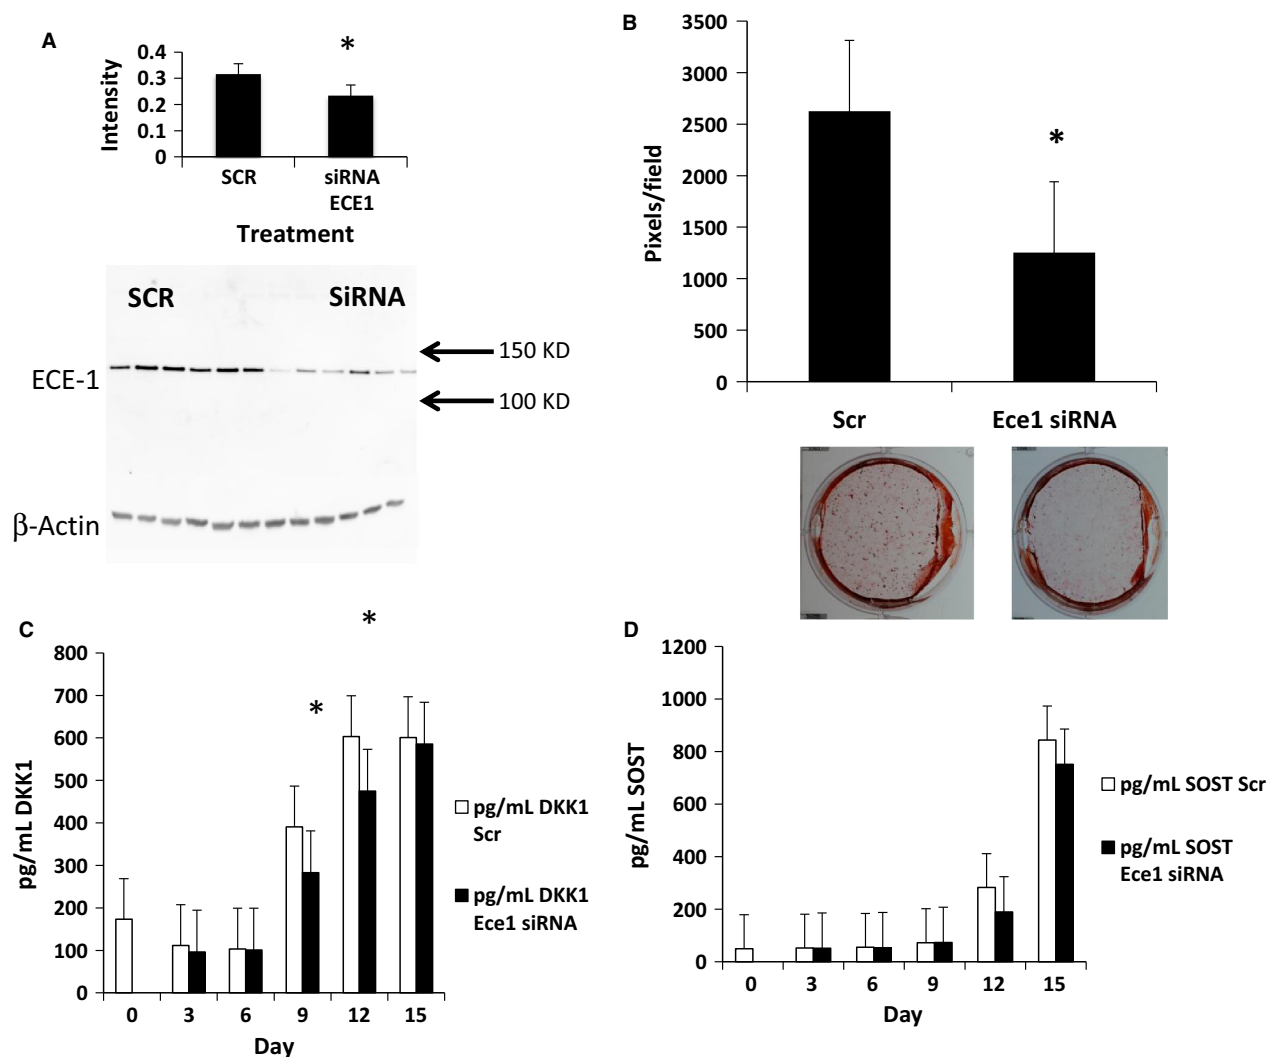 A
*
0.4
0.3
0.2
0.1
0
Intensity
SCR
siRNA
ECE1
Treatment
SCR
SiRNA
150 KD
ECE-1
100 KD
β-Actin
B
3500
3000
2500
2000
1500
1000
500
0
Pixels/field
*
Scr
Ece1 siRNA
C
*
*
800
700
600
500
400
300
200
100
0
pg/mL DKK1
0 3 6 9 12 15
Day
pg/mL DKK1
Scr
pg/mL DKK1
Ece1 siRNA
D
1200
1000
800
600
400
200
0
pg/mL SOST
0 3 6 9 12 15
Day
pg/mL SOST Scr
pg/mL SOST
Ece1 siRNA